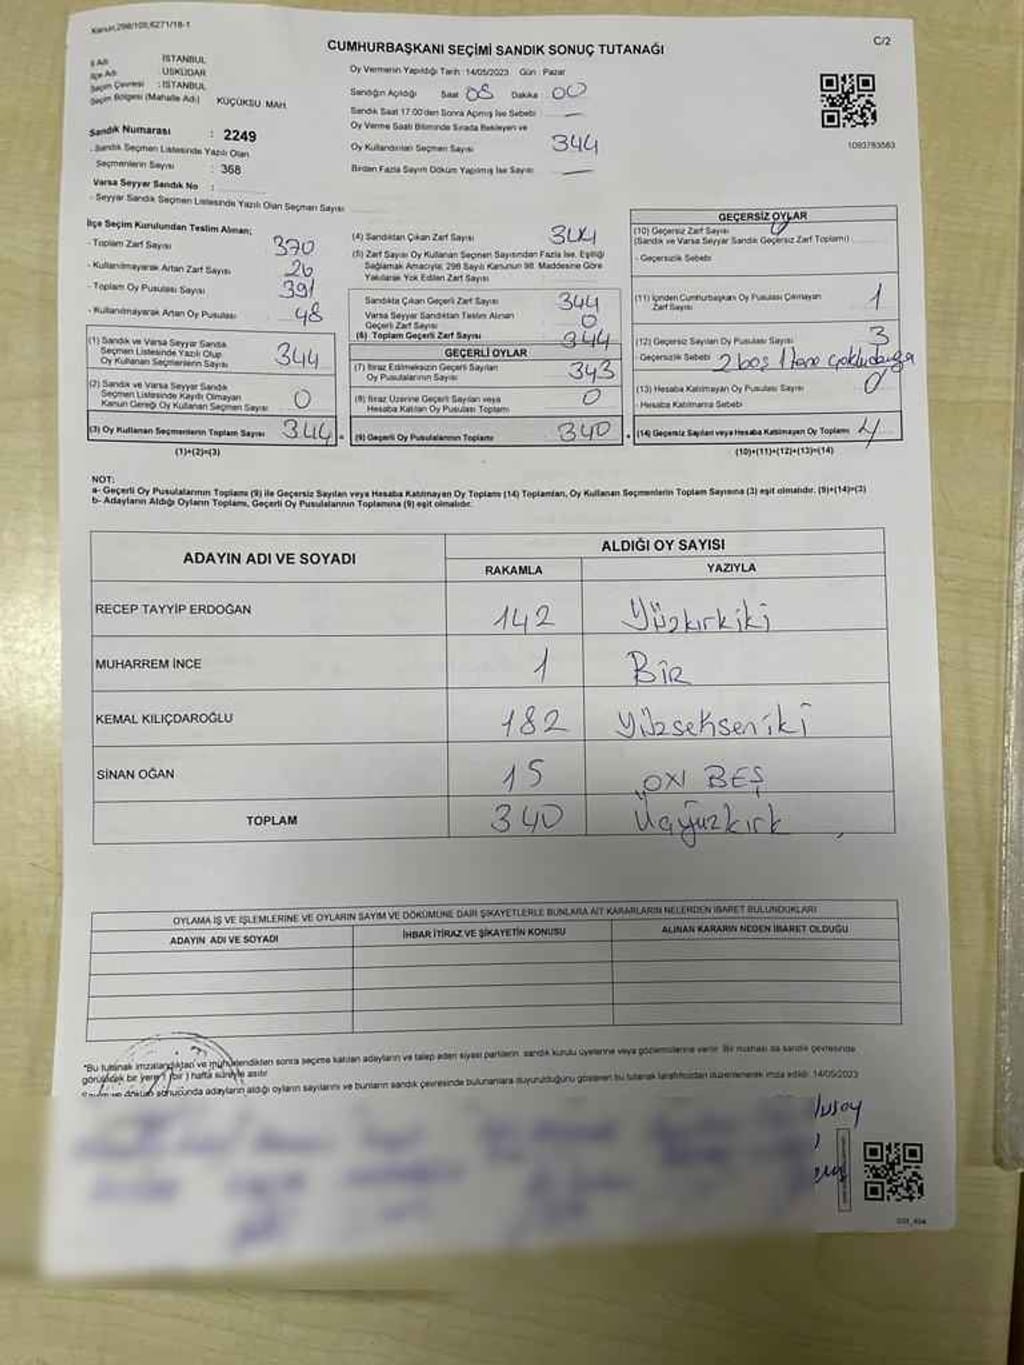 Kanun,298/105,6271/18-1
C/2
CUMHURBAŞKANI SEÇİMİ SANDIK SONUÇ TUTANAĞI
İl Adı İSTANBUL
İlçe Adı ÜSKÜDAR
Seçim Çevresi : İSTANBUL
Seçim Bölgesi (Mahalle Adı) KÜÇÜKSU MAH.
Sandık Numarası : 2249
- Sandık Seçmen Listesinde Yazılı Olan
Seçmenlerin Sayısı : 368
Varsa Seyyar Sandık No :
- Seyyar Sandık Seçmen Listesinde Yazılı Olan Seçmen Sayısı
Oy Vermenin Yapıldığı Tarih : 14/05/2023 Gün : Pazar
Sandığın Açıldığı Saat 08 Dakika : 00
Sandık Saat 17:00'den Sonra Açılmış İse Sebebi : —
Oy Verme Saati Bitiminde Sırada Bekleyen ve
Oy Kullandırılan Seçmen Sayısı 344
Birden Fazla Sayım Döküm Yapılmış İse Sayısı —
1093783563
İlçe Seçim Kurulundan Teslim Alınan;
- Toplam Zarf Sayısı 370
- Kullanılmayarak Artan Zarf Sayısı 26
- Toplam Oy Pusulası Sayısı 391
- Kullanılmayarak Artan Oy Pusulası 48
(1) Sandık ve Varsa Seyyar Sandık
Seçmen Listesinde Yazılı Olup
Oy Kullanan Seçmenlerin Sayısı 344
(2) Sandık ve Varsa Seyyar Sandık
Seçmen Listesinde Kayıtlı Olmayan
Kanun Gereği Oy Kullanan Seçmen Sayısı 0
(3) Oy Kullanan Seçmenlerin Toplam Sayısı 344 =
(1)+(2)=(3)
(4) Sandıktan Çıkan Zarf Sayısı 344
(5) Zarf Sayısı Oy Kullanan Seçmen Sayısından Fazla İse, Eşitliği
Sağlamak Amacıyla, 298 Sayılı Kanunun 98. Maddesine Göre
Yakılarak Yok Edilen Zarf Sayısı
Sandıkta Çıkan Geçerli Zarf Sayısı 344
Varsa Seyyar Sandıktan Teslim Alınan
Geçerli Zarf Sayısı 0
(6) Toplam Geçerli Zarf Sayısı 344
GEÇERLİ OYLAR
(7) İtiraz Edilmeksizin Geçerli Sayılan
Oy Pusulalarının Sayısı 343
(8) İtiraz Üzerine Geçerli Sayılan veya
Hesaba Katılan Oy Pusulası Toplamı 0
(9) Geçerli Oy Pusulalarının Toplamı 340
GEÇERSİZ OYLAR
(10) Geçersiz Zarf Sayısı
(Sandık ve Varsa Seyyar Sandık Geçersiz Zarf Toplamı)
- Geçersizlik Sebebi
(11) İçinden Cumhurbaşkanı Oy Pusulası Çıkmayan
Zarf Sayısı 1
(12) Geçersiz Sayılan Oy Pusulası Sayısı 3
- Geçersizlik Sebebi 2 boş 1 tane
(13) Hesaba Katılmayan Oy Pusulası Sayısı 0
- Hesaba Katılmama Sebebi
(14) Geçersiz Sayılan veya Hesaba Katılmayan Oy Toplamı 4
(10)+(11)+(12)+(13)=(14)
NOT:
a- Geçerli Oy Pusulalarının Toplamı (9) ile Geçersiz Sayılan veya Hesaba Katılmayan Oy Toplamı (14) Toplamları, Oy Kullanan Seçmenlerin Toplam Sayısına (3) eşit olmalıdır. (9)+(14)=(3)
b- Adayların Aldığı Oyların Toplamı, Geçerli Oy Pusulalarının Toplamına (9) eşit olmalıdır.
ADAYIN ADI VE SOYADI ALDIĞI OY SAYISI
RAKAMLA YAZIYLA
RECEP TAYYİP ERDOĞAN 142 Yüzkırkiki
MUHARREM İNCE 1 BİR
KEMAL KILIÇDAROĞLU 182 Yüzsekseniki
SİNAN OĞAN 15 ON BEŞ
TOPLAM 340 Üçyüzkırk
OYLAMA İŞ VE İŞLEMLERİNE VE OYLARIN SAYIM VE DÖKÜMÜNE DAİR ŞİKAYETLERLE BUNLARA AİT KARARLARIN NELERDEN İBARET BULUNDUKLARI
ADAYIN ADI VE SOYADI İHBAR İTİRAZ VE ŞİKAYETİN KONUSU ALINAN KARARIN NEDEN İBARET OLDUĞU
*Bu tutanak imzalandıktan ve mühürlendikten sonra seçime katılan adayların ve talep eden siyasi partilerin sandık kurulu üyelerine veya gözlemcilerine verilir. Bir nüshası da sandık çevresinde
görülebilir bir yere ( bir ) hafta süreyle asılır
Sayım ve döküm sonucunda adayların aldığı oyların sayılarını ve bunların sandık çevresinde bulunanlara duyurulduğunu gösteren bu tutanak tarafımızdan düzenlenerek imza edildi. 14/05/2023